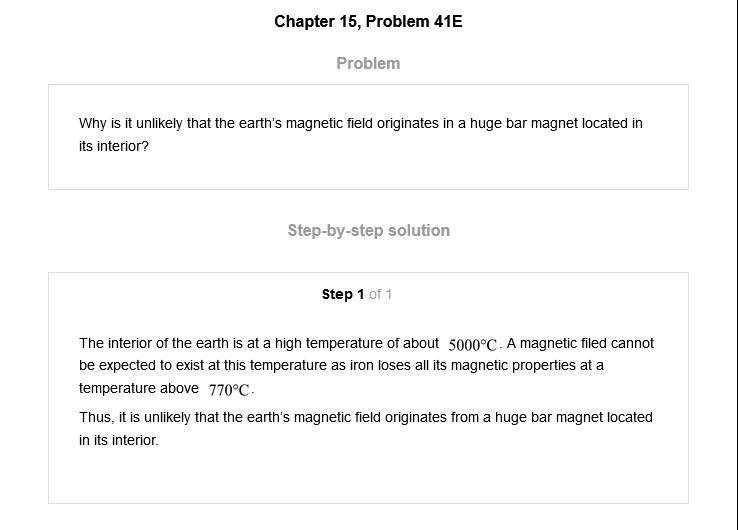 Chapter 15, Problem 41E
Problem
Why is it unlikely that the earth's magnetic field originates in a huge bar magnet located in
its interior?
Step-by-step solution
Step 1 of 1
The interior of the earth is at a high temperature of about 5000°C. A magnetic filed cannot
be expected to exist at this temperature as iron loses all its magnetic properties at a
temperature above 770°C.
Thus, it is unlikely that the earth's magnetic field originates from a huge bar magnet located
in its interior.